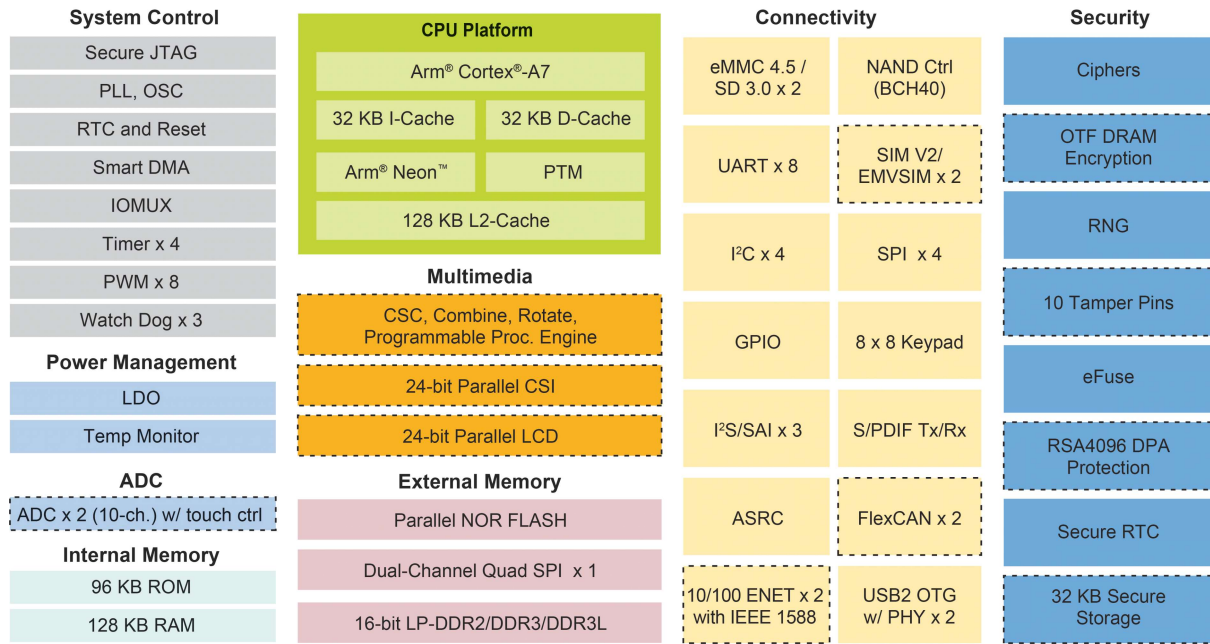 System Control
Secure JTAG
PLL, OSC
RTC and Reset
Smart DMA
IOMUX
Timer x 4
PWM x 8
Watch Dog x 3
Power Management
LDO
Temp Monitor
ADC
ADC x 2 (10-ch.) w/ touch ctrl
Internal Memory
96 KB ROM
128 KB RAM
CPU Platform
Arm® Cortex®-A7
32 KB I-Cache
32 KB D-Cache
Arm® Neon™
PTM
128 KB L2-Cache
Multimedia
CSC, Combine, Rotate,
Programmable Proc. Engine
24-bit Parallel CSI
24-bit Parallel LCD
External Memory
Parallel NOR FLASH
Dual-Channel Quad SPI x 1
16-bit LP-DDR2/DDR3/DDR3L
Connectivity
eMMC 4.5 /
SD 3.0 x 2
NAND Ctrl
(BCH40)
UART x 8
SIM V2/
EMVSIM x 2
I²C x 4
SPI x 4
GPIO
8 x 8 Keypad
I²S/SAI x 3
S/PDIF Tx/Rx
ASRC
FlexCAN x 2
10/100 ENET x 2
with IEEE 1588
USB2 OTG
w/ PHY x 2
Security
Ciphers
OTF DRAM
Encryption
RNG
10 Tamper Pins
eFuse
RSA4096 DPA
Protection
Secure RTC
32 KB Secure
Storage